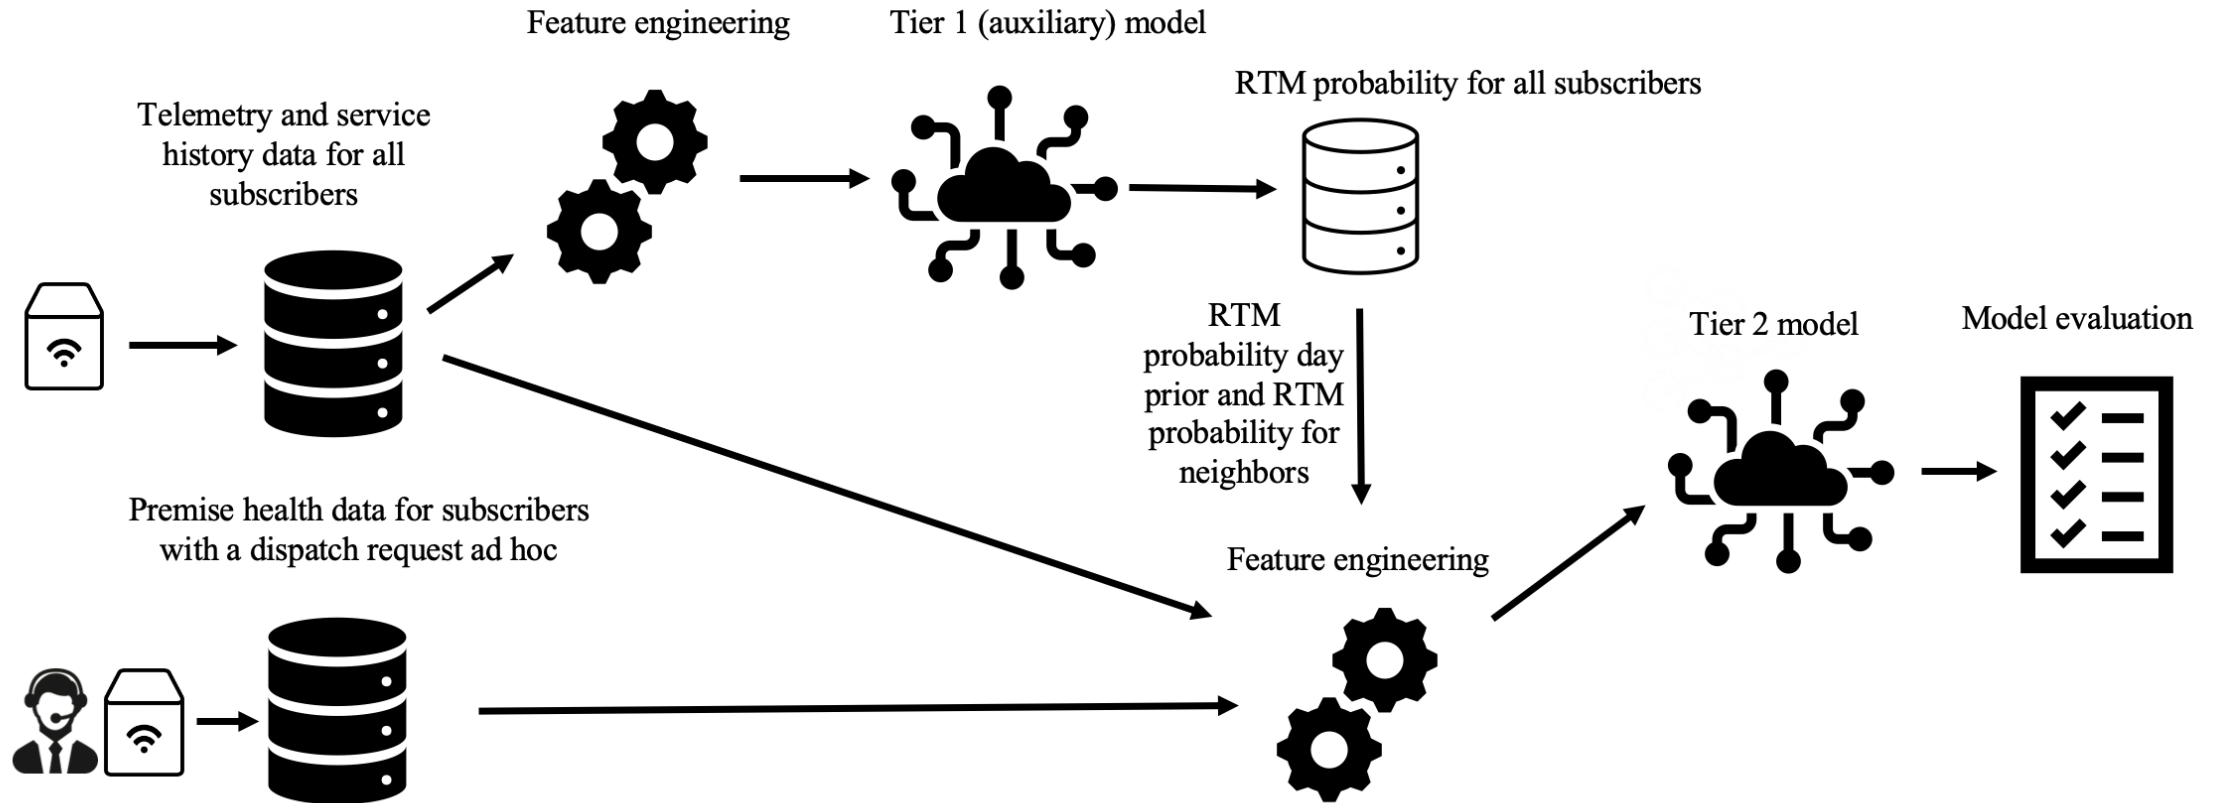 Feature engineering
Tier 1 (auxiliary) model
RTM probability for all subscribers
Telemetry and service
history data for all
subscribers
RTM
probability day
prior and RTM
probability for
neighbors
Tier 2 model
Model evaluation
Premise health data for subscribers
with a dispatch request ad hoc
Feature engineering